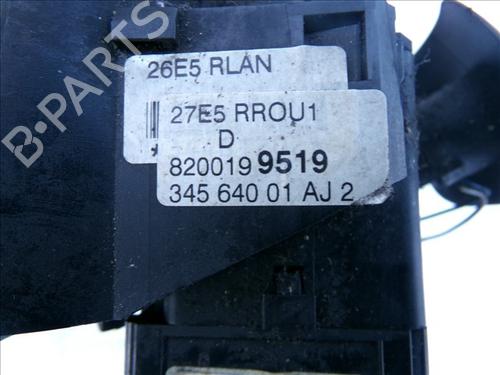 26E5 RLAN
27E5 RROU1
D
8200199519
345 640 01 AJ 2
B-PARTS